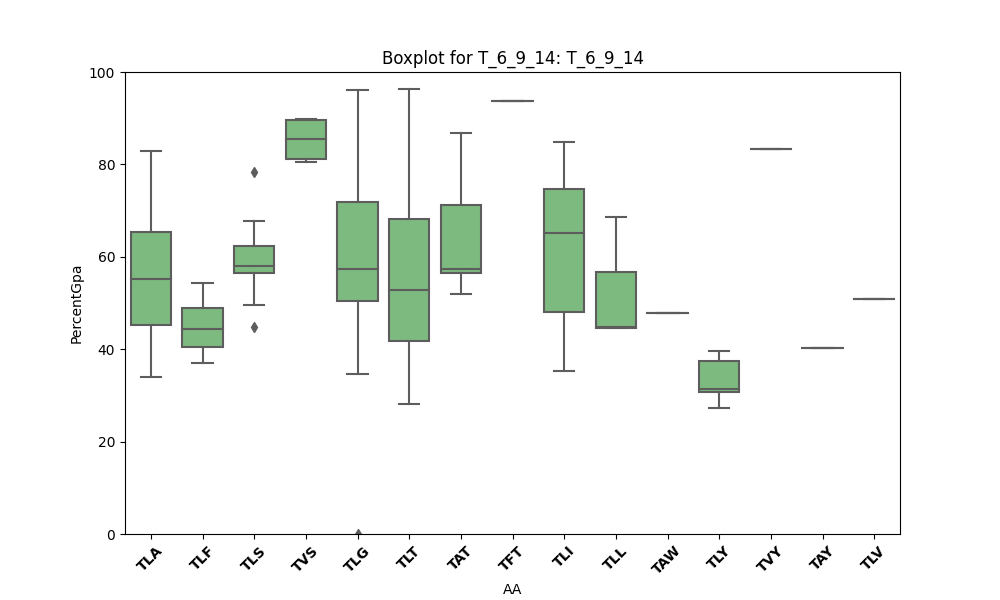 Boxplot for T_6_9_14: T_6_9_14
100
80
60
40
20
0
PercentGpa
TLA TLF TLS TVS TLG TLT TAT TFT TLI TLL TAW TLY TVY TAY TLV
AA